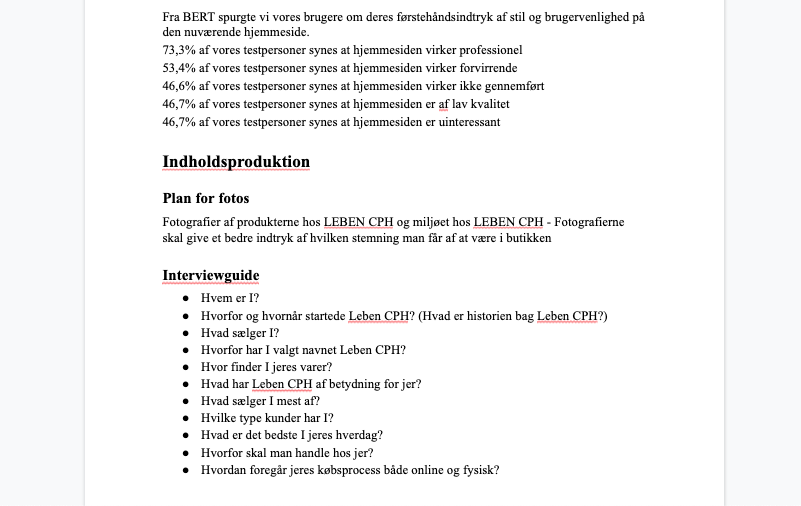 Fra BERT spurgte vi vores brugere om deres førstehåndsindtryk af stil og brugervenlighed på
den nuværende hjemmeside.
73,3% af vores testpersoner synes at hjemmesiden virker professionel
53,4% af vores testpersoner synes at hjemmesiden virker forvirrende
46,6% af vores testpersoner synes at hjemmesiden virker ikke gennemført
46,7% af vores testpersoner synes at hjemmesiden er af lav kvalitet
46,7% af vores testpersoner synes at hjemmesiden er uinteressant
Indholdsproduktion
Plan for fotos
Fotografier af produkterne hos LEBEN CPH og miljøet hos LEBEN CPH - Fotografierne
skal give et bedre indtryk af hvilken stemning man får af at være i butikken
Interviewguide
● Hvem er I?
● Hvorfor og hvornår startede Leben CPH? (Hvad er historien bag Leben CPH?)
● Hvad sælger I?
● Hvorfor har I valgt navnet Leben CPH?
● Hvor finder I jeres varer?
● Hvad har Leben CPH af betydning for jer?
● Hvad sælger I mest af?
● Hvilke type kunder har I?
● Hvad er det bedste I jeres hverdag?
● Hvorfor skal man handle hos jer?
● Hvordan foregår jeres købsprocess både online og fysisk?